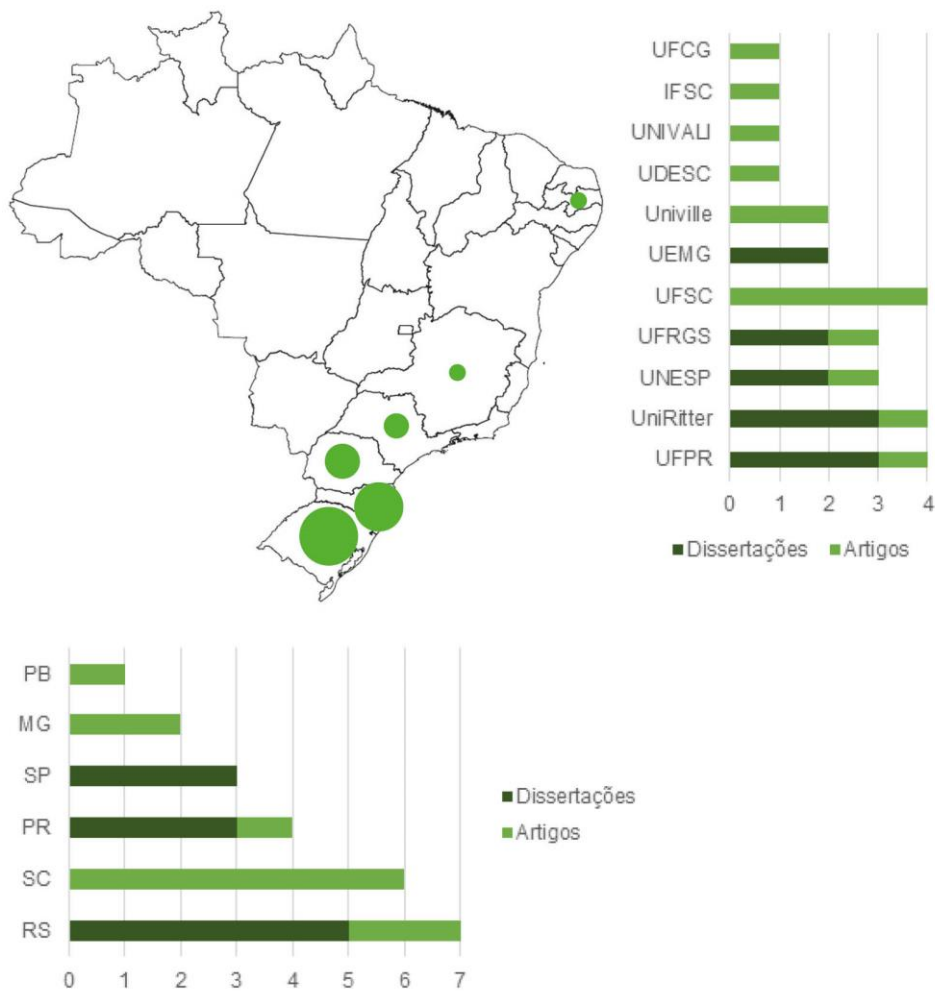 UFCG
IFSC
UNIVALI
UDESC
Univille
UEMG
UFSC
UFRGS
UNESP
UniRitter
UFPR
0 1 2 3 4
Dissertações Artigos
PB
MG
SP
PR
SC
RS
0 1 2 3 4 5 6 7
Dissertações
Artigos